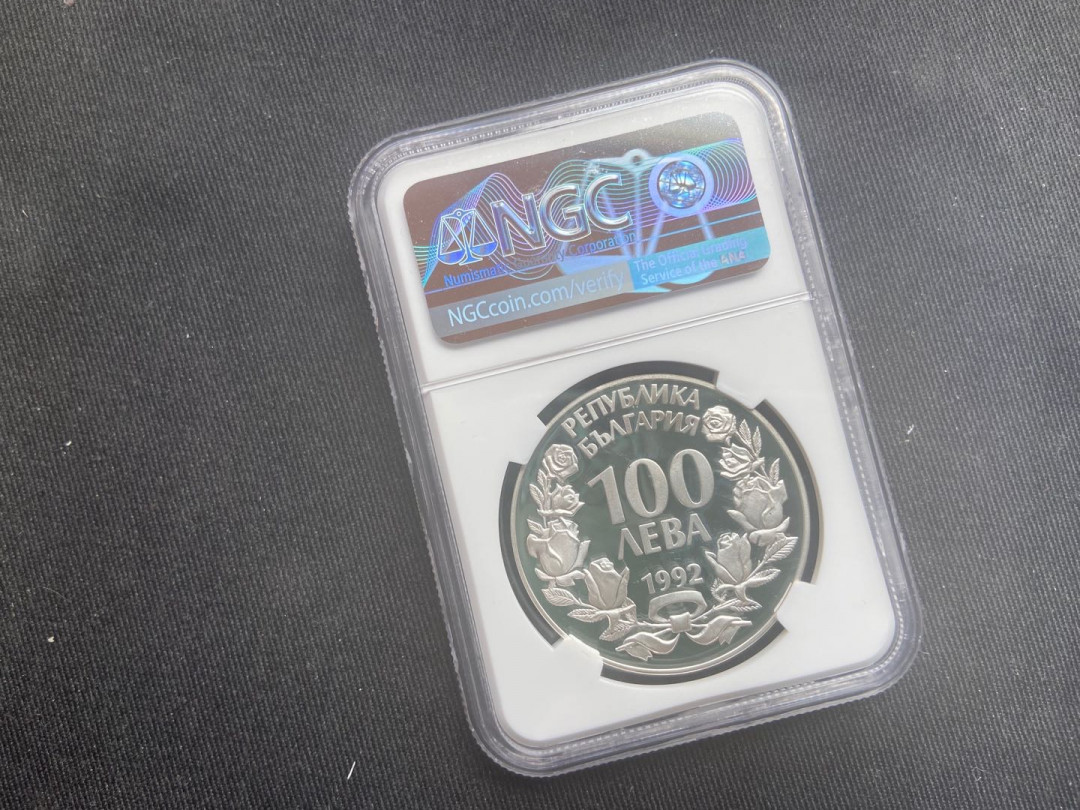 NGC
Numismatic Guaranty Corporation
NGCcoin.com/verify
The Official Grading
Service of the ANA
РЕПУБЛИКА
БЪЛГАРИЯ
100
ЛЕВА
1992